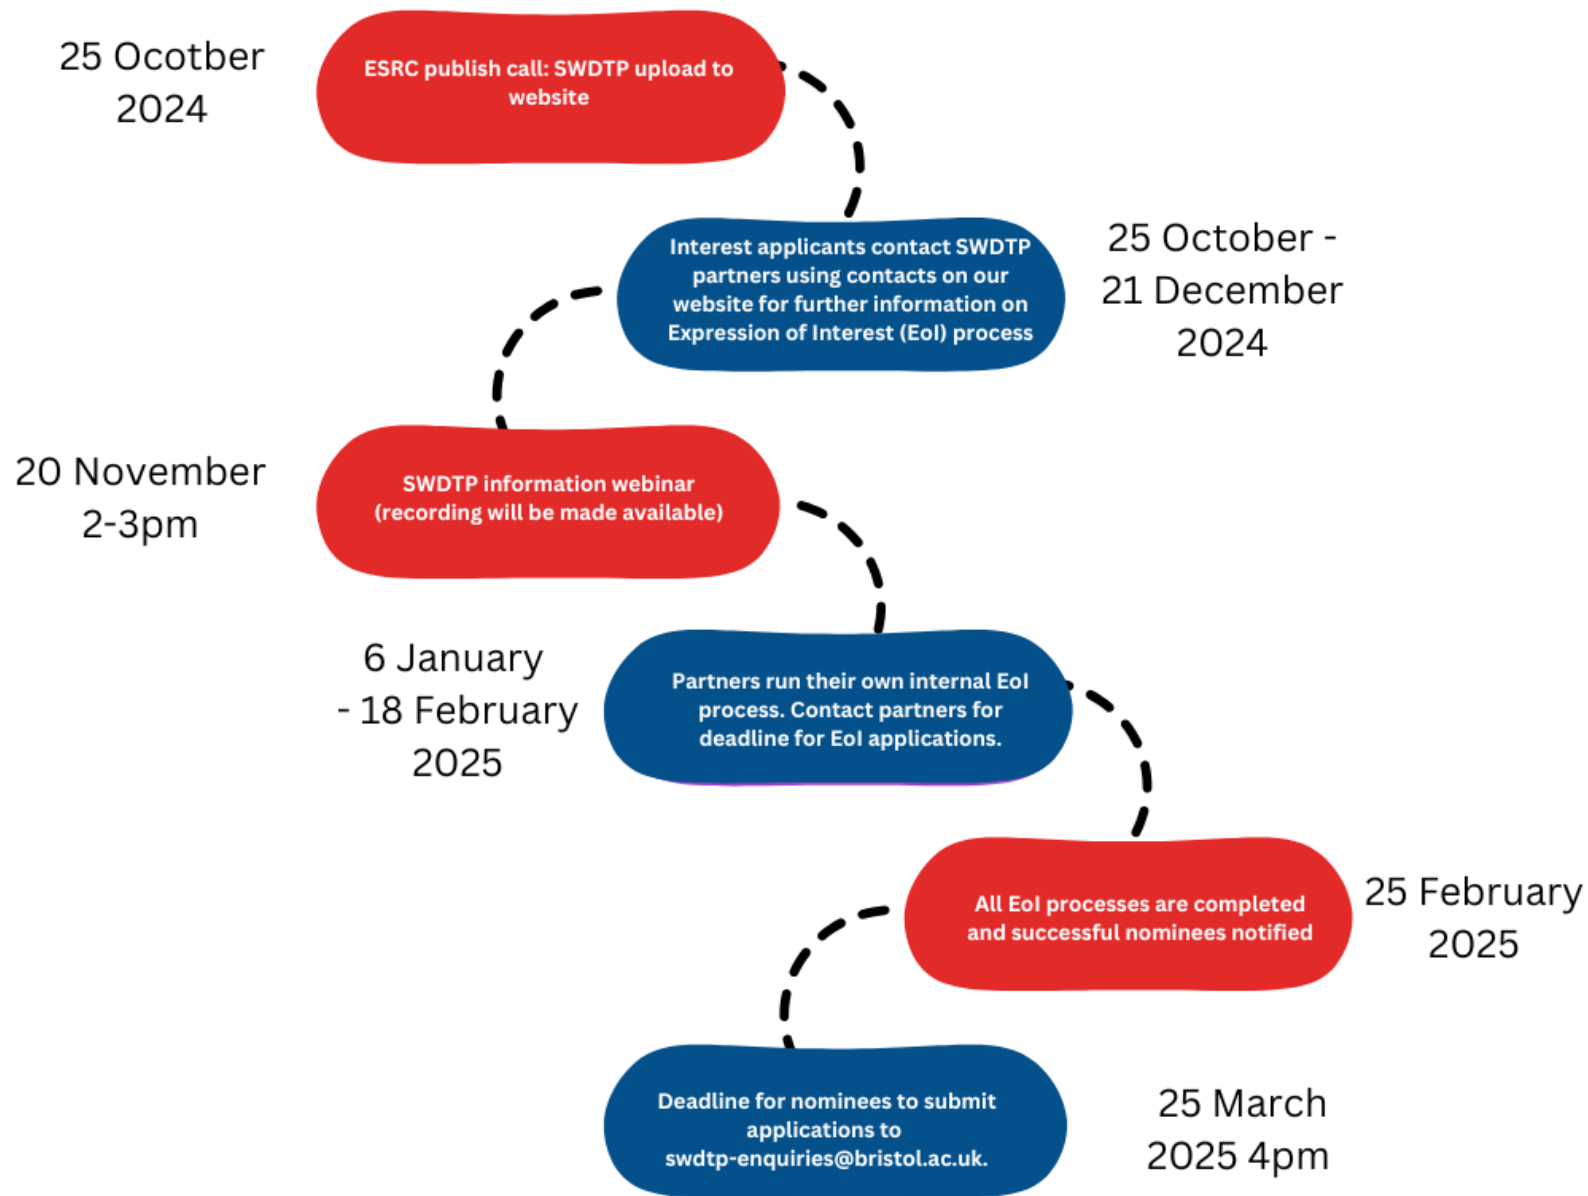 25 Ocotber
2024
ESRC publish call: SWDTP upload to
website
Interest applicants contact SWDTP
partners using contacts on our
website for further information on
Expression of Interest (EoI) process
25 October -
21 December
2024
20 November
2-3pm
SWDTP information webinar
(recording will be made available)
6 January
- 18 February
2025
Partners run their own internal EoI
process. Contact partners for
deadline for EoI applications.
All EoI processes are completed
and successful nominees notified
25 February
2025
Deadline for nominees to submit
applications to
swdtp-enquiries@bristol.ac.uk.
25 March
2025 4pm